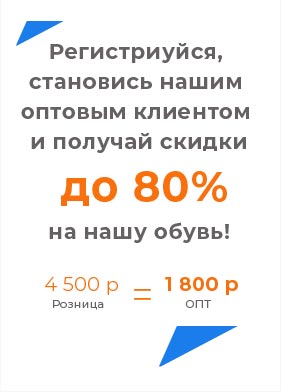 Регистриуйся,
становись нашим
оптовым клиентом
и получай скидки
до 80%
на нашу обувь!
4 500 р = 1 800 р
Розница ОПТ